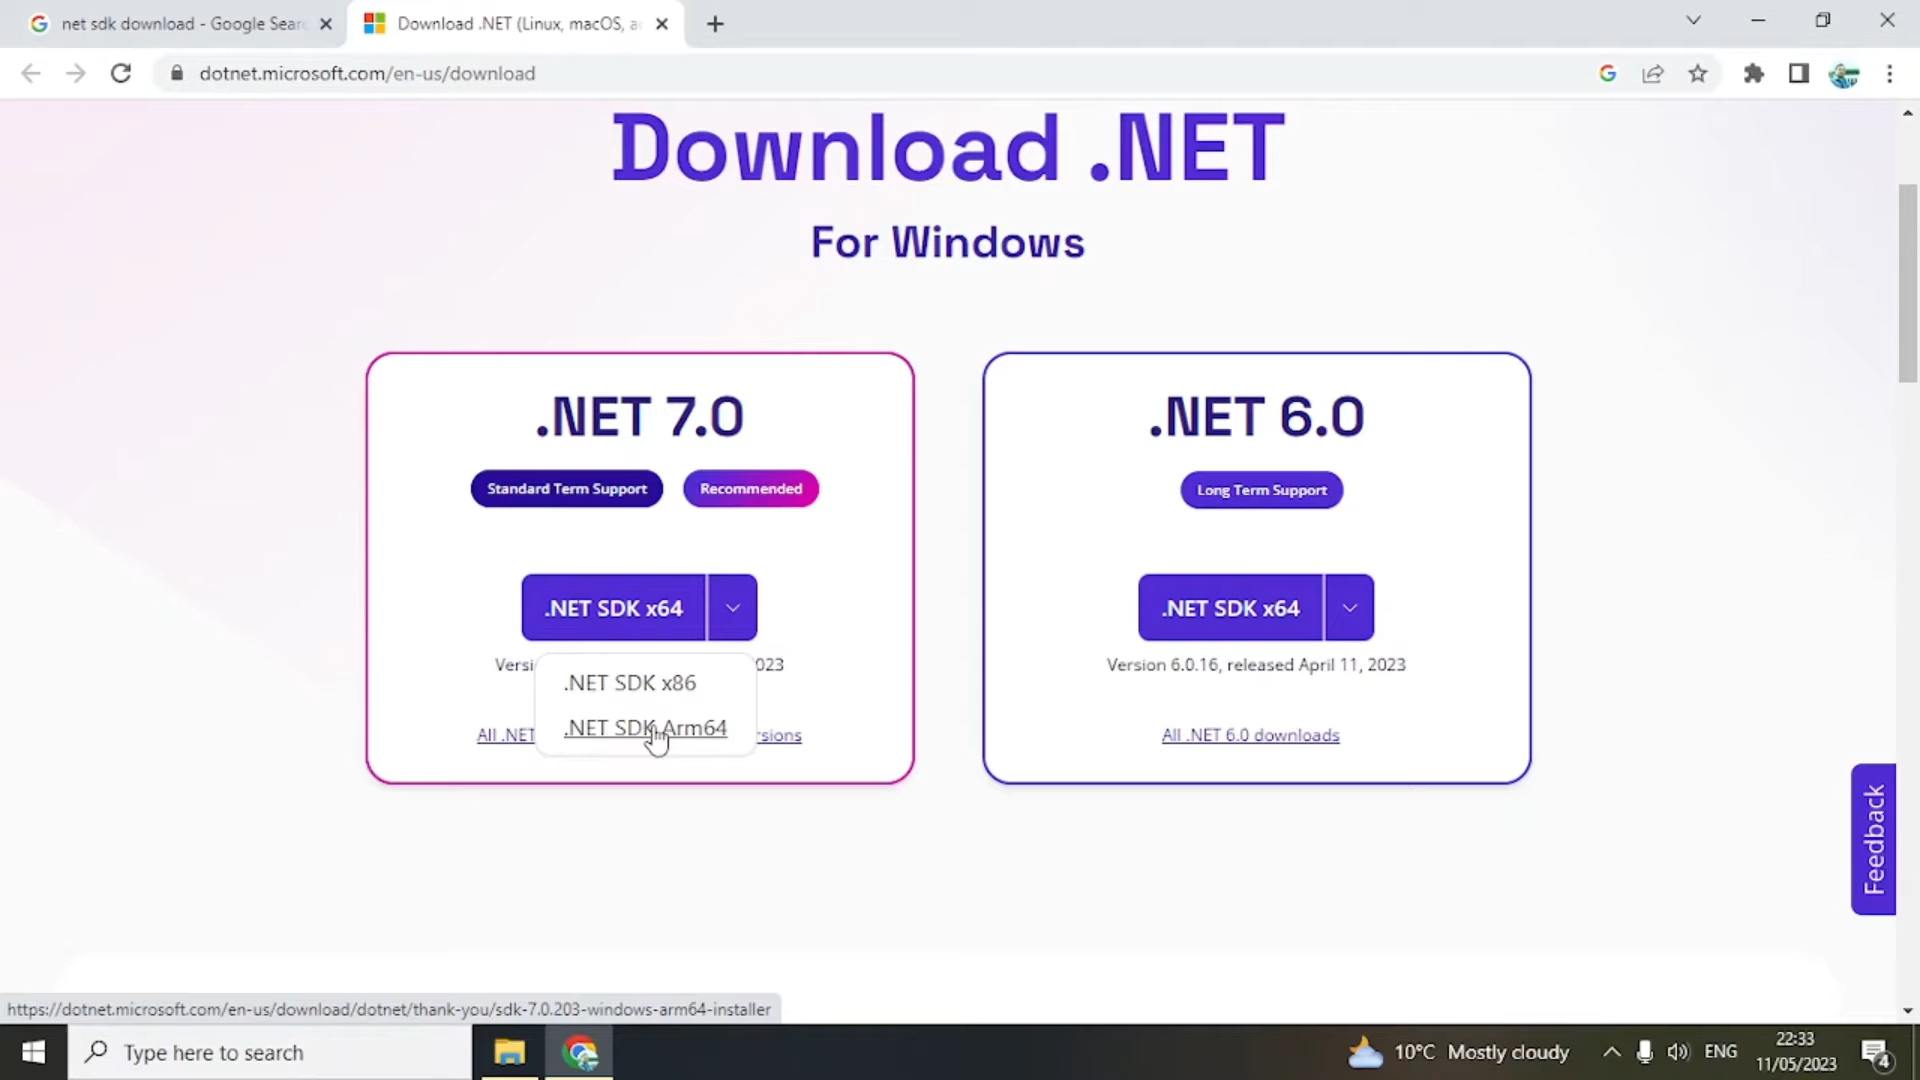 net sdk download - Google Sear
Download .NET (Linux, macOS, a
dotnet.microsoft.com/en-us/download
Download .NET
For Windows
.NET 7.0
Standard Term Support
Recommended
.NET SDK x64
Versi
023
.NET SDK x86
.NET SDK Arm64
All .NET
rsions
.NET 6.0
Long Term Support
.NET SDK x64
Version 6.0.16, released April 11, 2023
All .NET 6.0 downloads
Feedback
https://dotnet.microsoft.com/en-us/download/dotnet/thank-you/sdk-7.0.203-windows-arm64-installer
Type here to search
10°C Mostly cloudy
ENG
22:33
11/05/2023
4